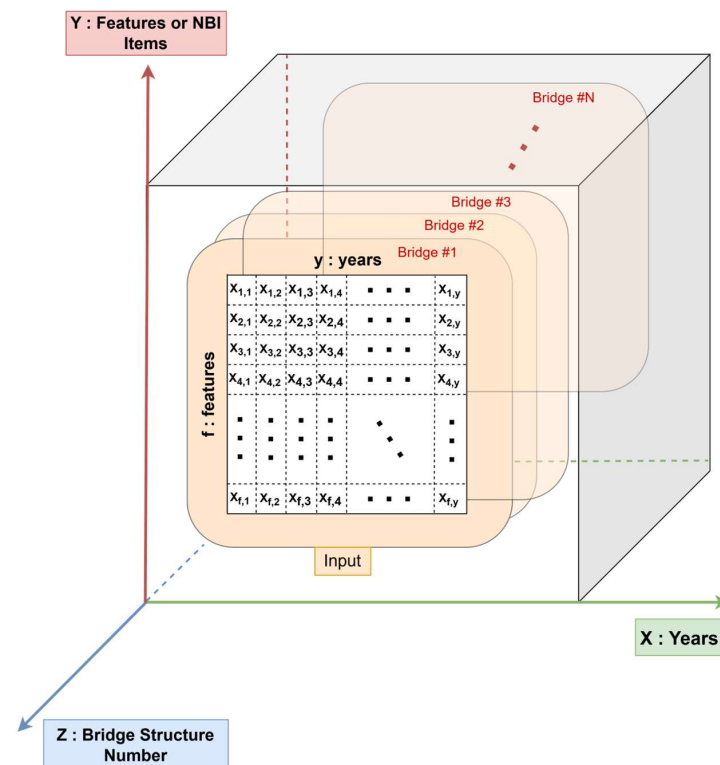 Y : Features or NBI
Items
Bridge #N
Bridge #3
Bridge #2
Bridge #1
y : years
f : features
X1,1 X1,2 X1,3 X1,4 ... X1,y
X2,1 X2,2 X2,3 X2,4 ... X2,y
X3,1 X3,2 X3,3 X3,4 ... X3,y
X4,1 X4,2 X4,3 X4,4 ... X4,y
Xf,1 Xf,2 Xf,3 Xf,4 ... Xf,y
Input
X : Years
Z : Bridge Structure
Number